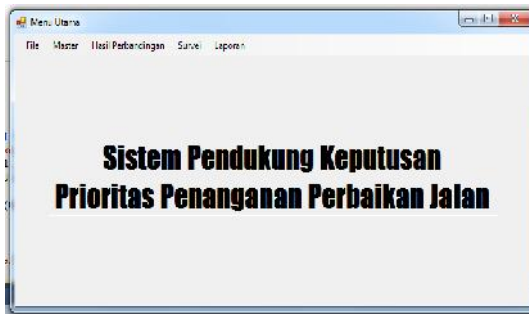 Menu Utama
File Master Hasil Perbandingan Survei Laporan
Sistem Pendukung Keputusan
Prioritas Penanganan Perbaikan Jalan